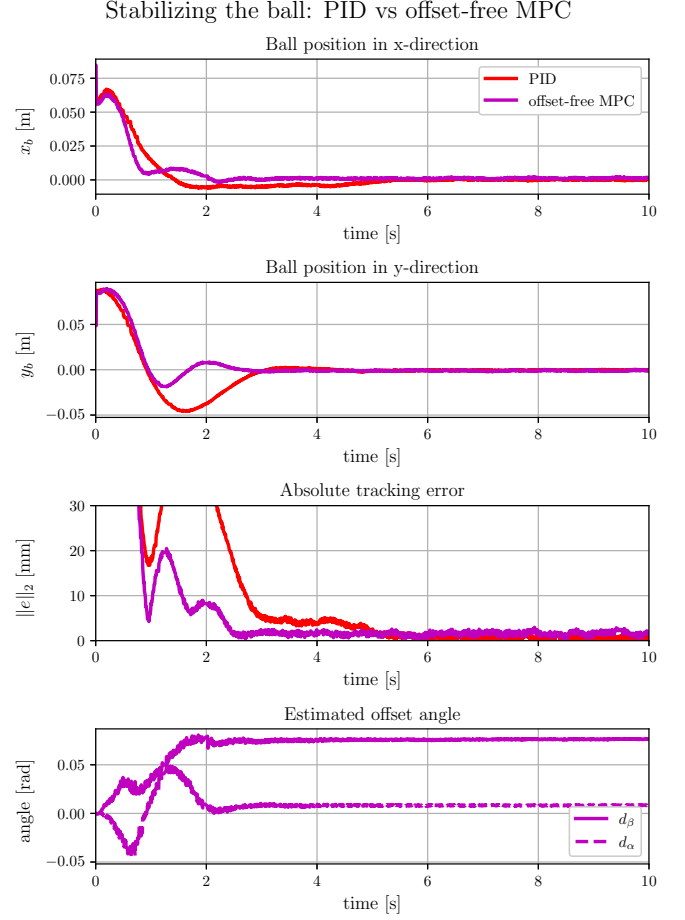 Stabilizing the ball: PID vs offset-free MPC
Ball position in x-direction
0.075
0.050
0.025
0.000
x_b [m]
PID
offset-free MPC
0 2 4 6 8 10
time [s]
Ball position in y-direction
0.05
0.00
−0.05
y_b [m]
0 2 4 6 8 10
time [s]
Absolute tracking error
30
20
10
0
||e||_2 [mm]
0 2 4 6 8 10
time [s]
Estimated offset angle
0.05
0.00
−0.05
angle [rad]
d_β
d_α
0 2 4 6 8 10
time [s]